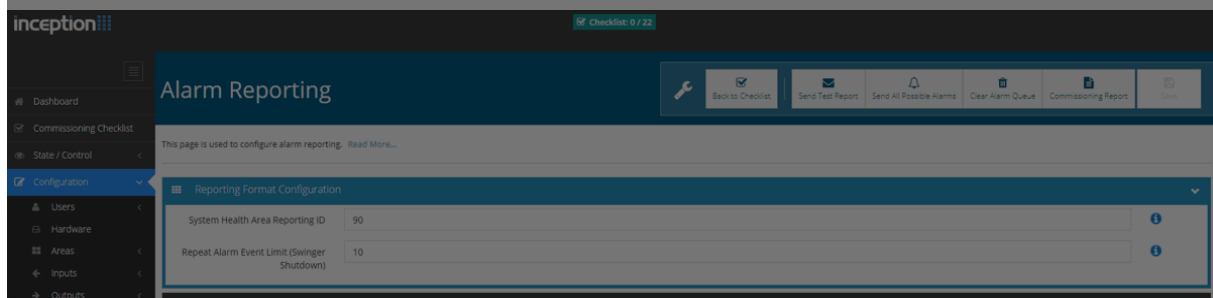 inception
Checklist: 0 / 22
Alarm Reporting
Back to Checklist
Send Test Report
Send All Possible Alarms
Clear Alarm Queue
Commissioning Report
Save
Dashboard
Commissioning Checklist
State / Control
Configuration
Users
Hardware
Areas
Inputs
Outputs
This page is used to configure alarm reporting. Read More...
Reporting Format Configuration
System Health Area Reporting ID 90
Repeat Alarm Event Limit (Swinger 10
Shutdown)